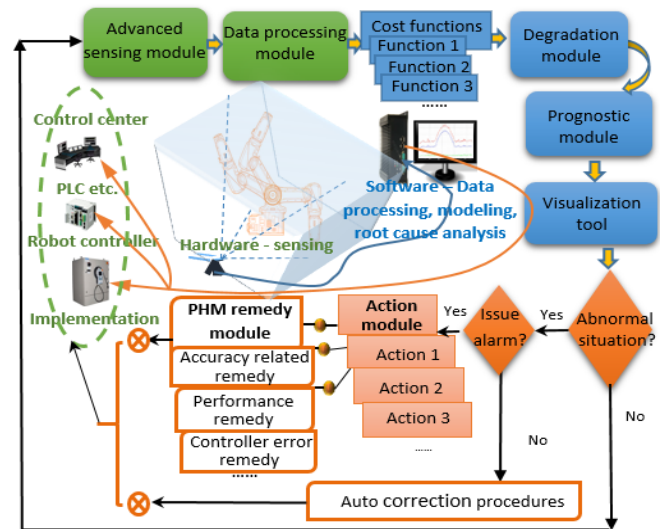 Advanced
sensing module
Data processing
module
Cost functions
Function 1
Function 2
Function 3
......
Degradation
module
Prognostic
module
Visualization
tool
Control center
PLC etc.
Robot controller
Implementation
Hardware - sensing
Software – Data
processing, modeling,
root cause analysis
Abnormal
situation?
Yes
No
Issue
alarm?
Yes
No
Action
module
Action 1
Action 2
Action 3
......
PHM remedy
module
Accuracy related
remedy
Performance
remedy
Controller error
remedy
......
Auto correction procedures